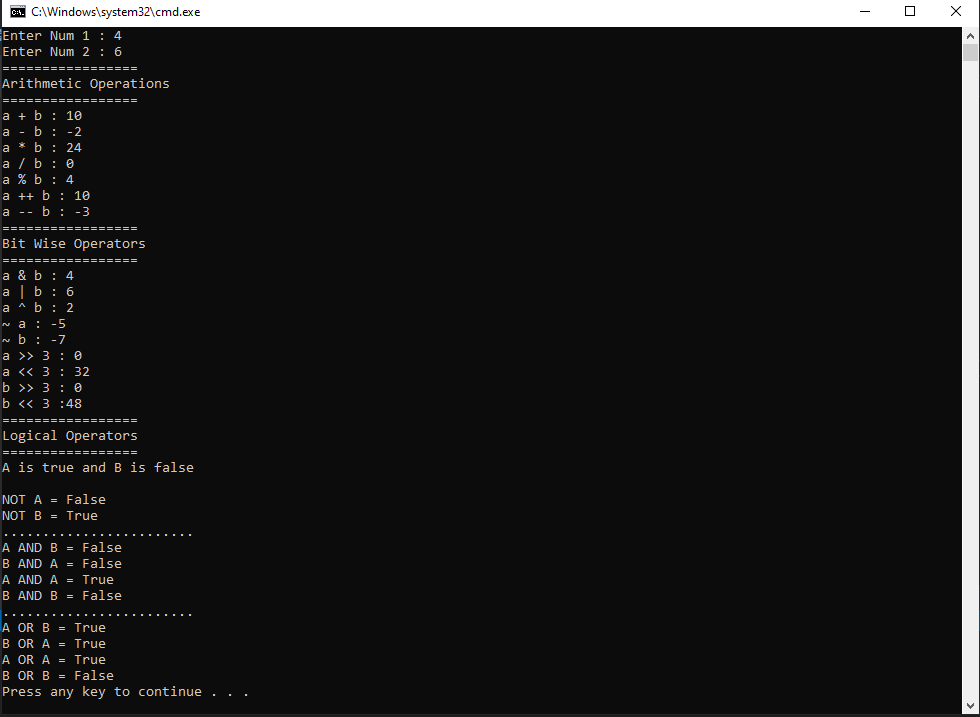 C:\Windows\system32\cmd.exe
Enter Num 1 : 4
Enter Num 2 : 6
=================
Arithmetic Operations
=================
a + b : 10
a - b : -2
a * b : 24
a / b : 0
a % b : 4
a ++ b : 10
a -- b : -3
=================
Bit Wise Operators
=================
a & b : 4
a | b : 6
a ^ b : 2
~ a : -5
~ b : -7
a >> 3 : 0
a << 3 : 32
b >> 3 : 0
b << 3 :48
=================
Logical Operators
=================
A is true and B is false
NOT A = False
NOT B = True
........................
A AND B = False
B AND A = False
A AND A = True
B AND B = False
........................
A OR B = True
B OR A = True
A OR A = True
B OR B = False
Press any key to continue . . .